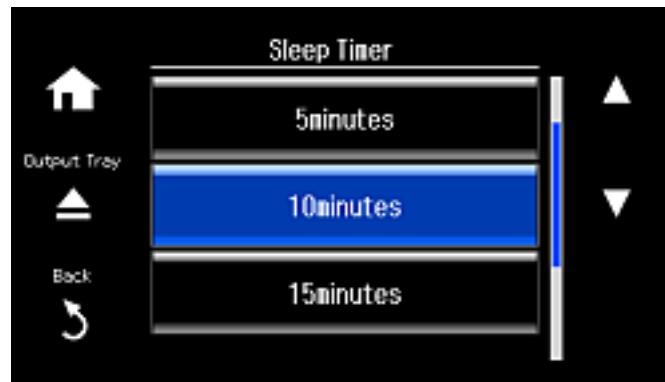 Sleep Timer
5minutes
Output Tray
10minutes
Back
15minutes